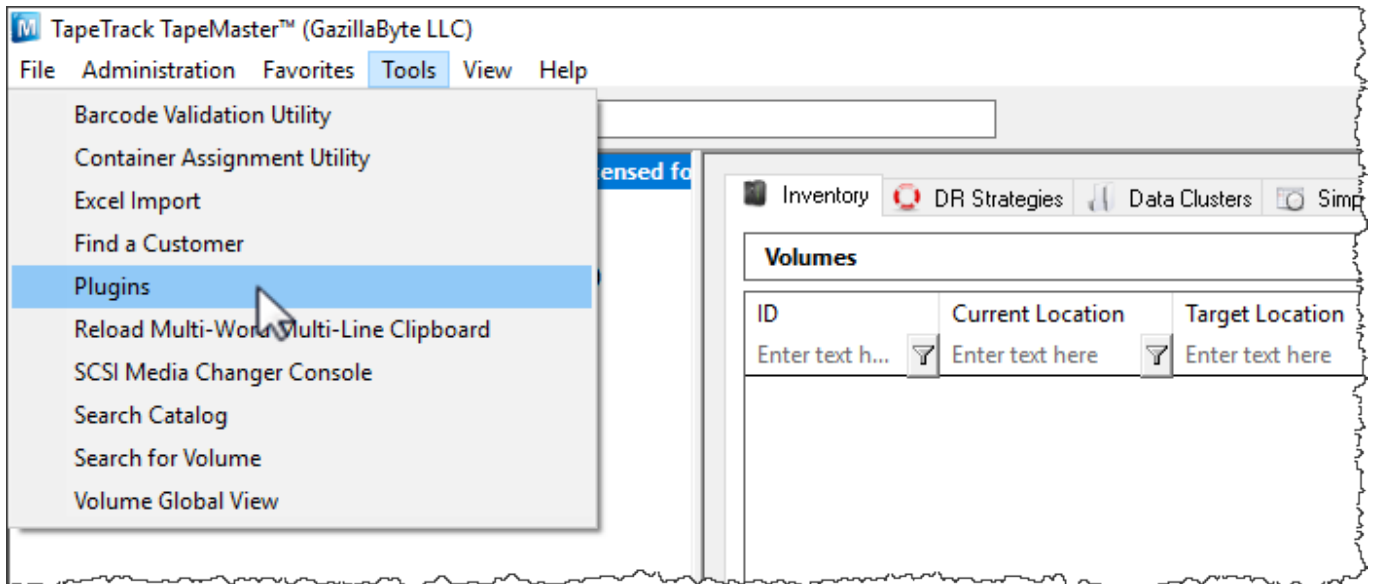 TapeTrack TapeMaster™ (GazillaByte LLC)
File Administration Favorites Tools View Help
Barcode Validation Utility
Container Assignment Utility
Excel Import
Find a Customer
Plugins
Reload Multi-Word Multi-Line Clipboard
SCSI Media Changer Console
Search Catalog
Search for Volume
Volume Global View
ensed fo
Inventory DR Strategies Data Clusters Simp
Volumes
ID Current Location Target Location
Enter text h... Enter text here Enter text here